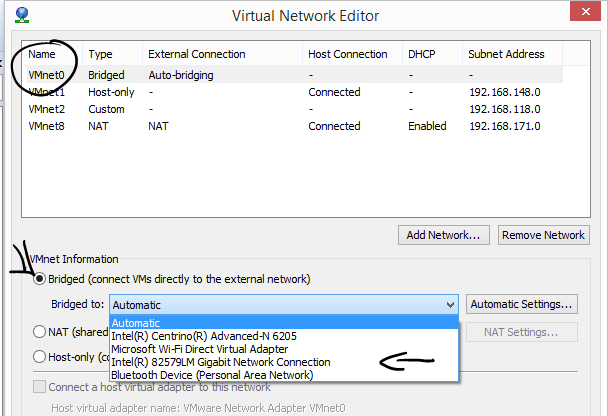 Virtual Network Editor
Name Type External Connection Host Connection DHCP Subnet Address
VMnet0 Bridged Auto-bridging - - -
VMnet1 Host-only - Connected - 192.168.148.0
VMnet2 Custom - - - 192.168.118.0
VMnet8 NAT NAT Connected Enabled 192.168.171.0
Add Network... Remove Network
VMnet Information
Bridged (connect VMs directly to the external network)
Bridged to: Automatic Automatic Settings...
Automatic
NAT (shared NAT Settings...
Intel(R) Centrino(R) Advanced-N 6205
Microsoft Wi-Fi Direct Virtual Adapter
Host-only (co
Intel(R) 82579LM Gigabit Network Connection
Bluetooth Device (Personal Area Network)
Connect a host virtual adapter to this network
Host virtual adapter name: VMware Network Adapter VMnet0